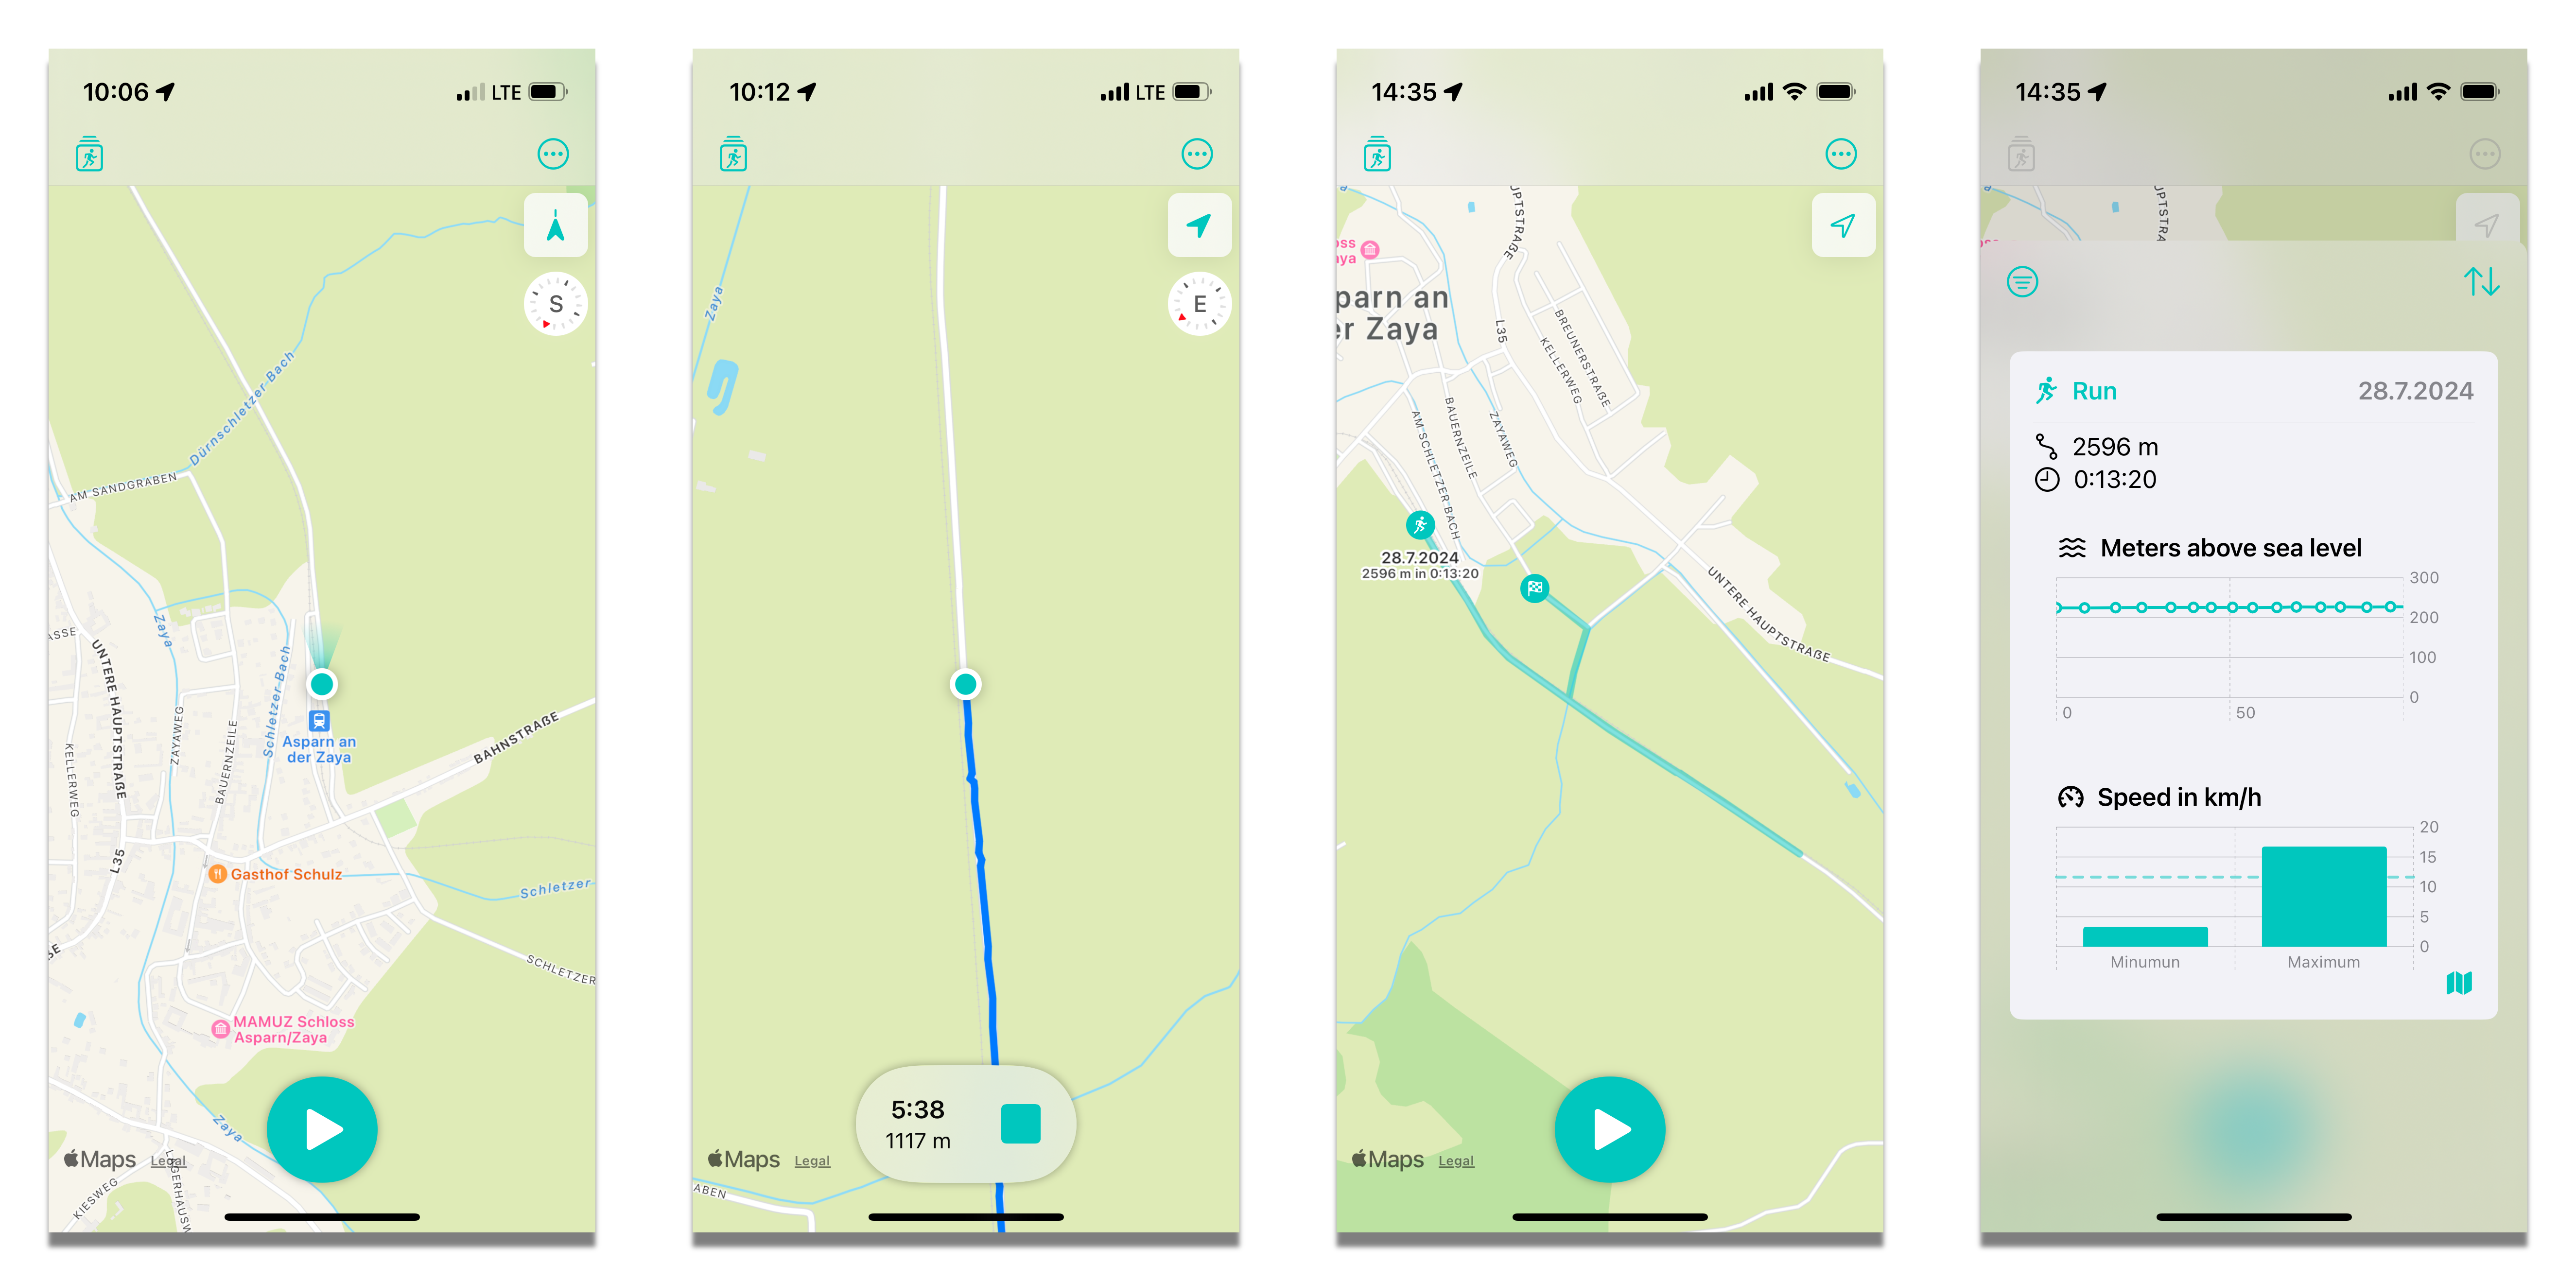 10:06
LTE
S
Dürnschletzer Bach
AM SANDGRABEN
Zaya
UNTERE HAUPTSTRAßE
Schletzer Bach
Asparn an
der Zaya
BAHNSTRAßE
ZAYAWEG
BAUERNZEILE
KELLERWEG
L35
Gasthof Schulz
Schletzer
SCHLETZER
MAMUZ Schloss
Asparn/Zaya
Zaya
Maps
Legal
KIESWEG
10:12
LTE
E
Zaya
5:38
1117 m
Maps
Legal
ABEN
14:35
UPTSTRAßE
oss
aya
parn an
er Zaya
L35
BREUNERSTRAßE
KELLERWEG
AM SCHLETZER BACH
BAUERNZEILE
ZAYAWEG
28.7.2024
2596 m in 0:13:20
UNTERE HAUPTSTRAßE
Maps
Legal
14:35
UPTSTRA
Run
28.7.2024
2596 m
0:13:20
Meters above sea level
300
200
100
0
0
50
Speed in km/h
20
15
10
5
0
Minumun
Maximum